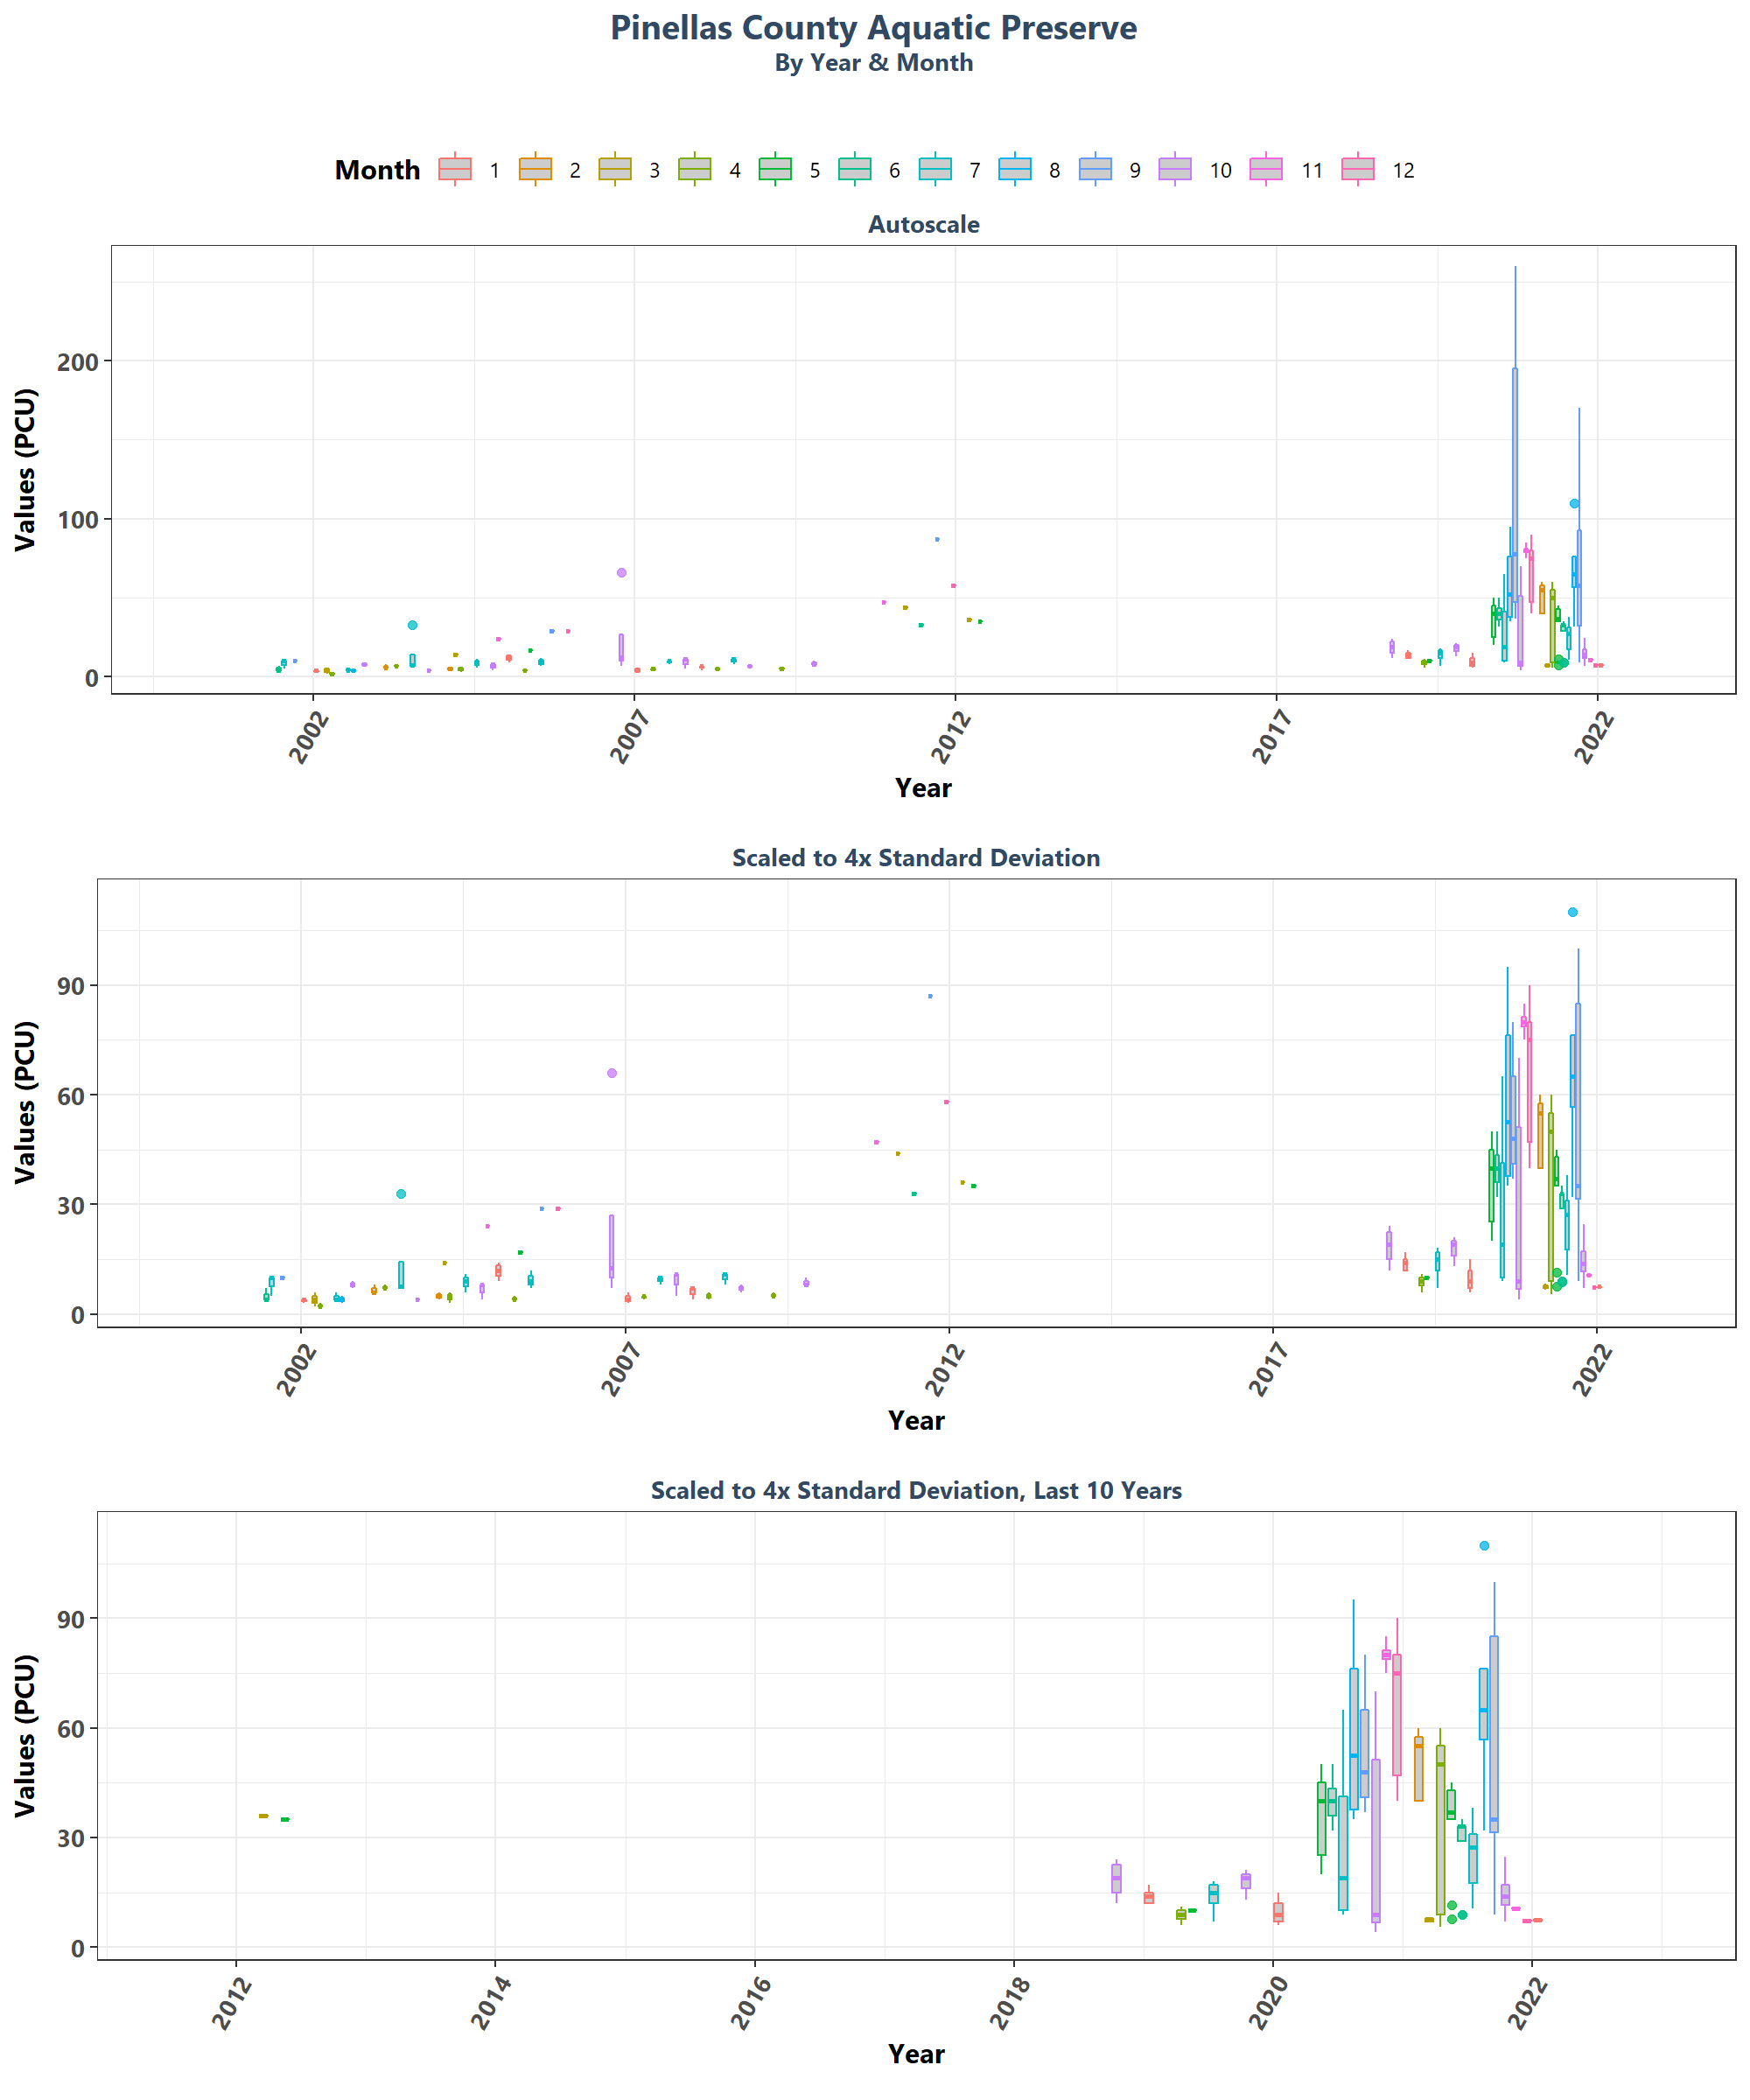 Pinellas County Aquatic Preserve
By Year & Month
Month 1 2 3 4 5 6 7 8 9 10 11 12
Autoscale
Values (PCU)
200
100
0
2002 2007 2012 2017 2022
Year
Scaled to 4x Standard Deviation
Values (PCU)
90
60
30
0
2002 2007 2012 2017 2022
Year
Scaled to 4x Standard Deviation, Last 10 Years
Values (PCU)
90
60
30
0
2012 2014 2016 2018 2020 2022
Year